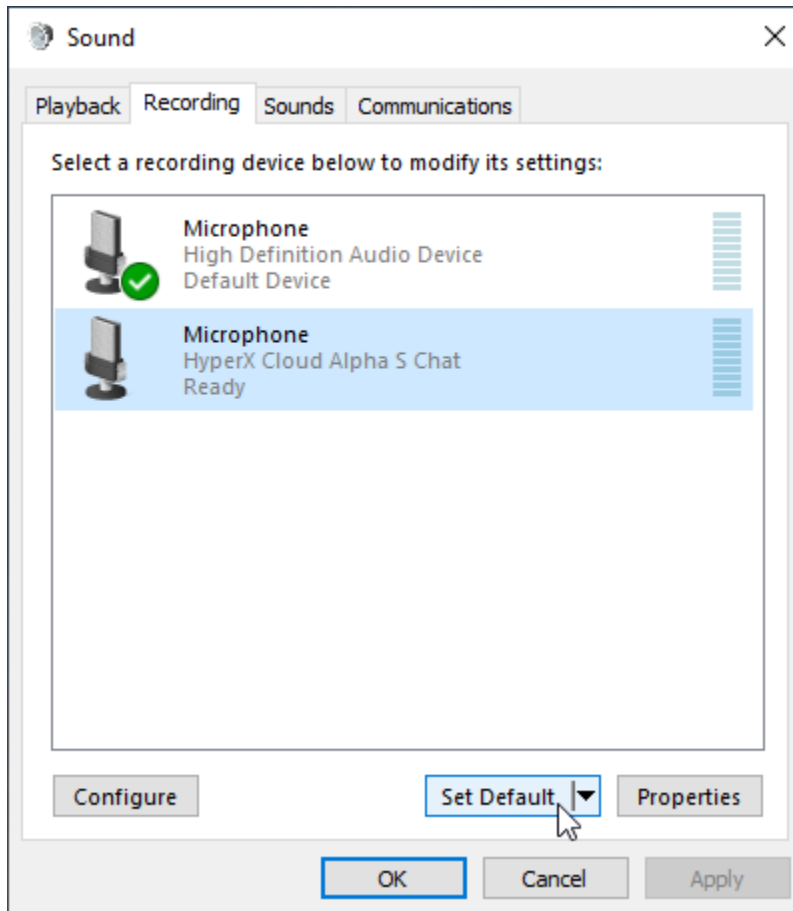 Sound
Playback Recording Sounds Communications
Select a recording device below to modify its settings:
Microphone
High Definition Audio Device
Default Device
Microphone
HyperX Cloud Alpha S Chat
Ready
Configure Set Default Properties
OK Cancel Apply